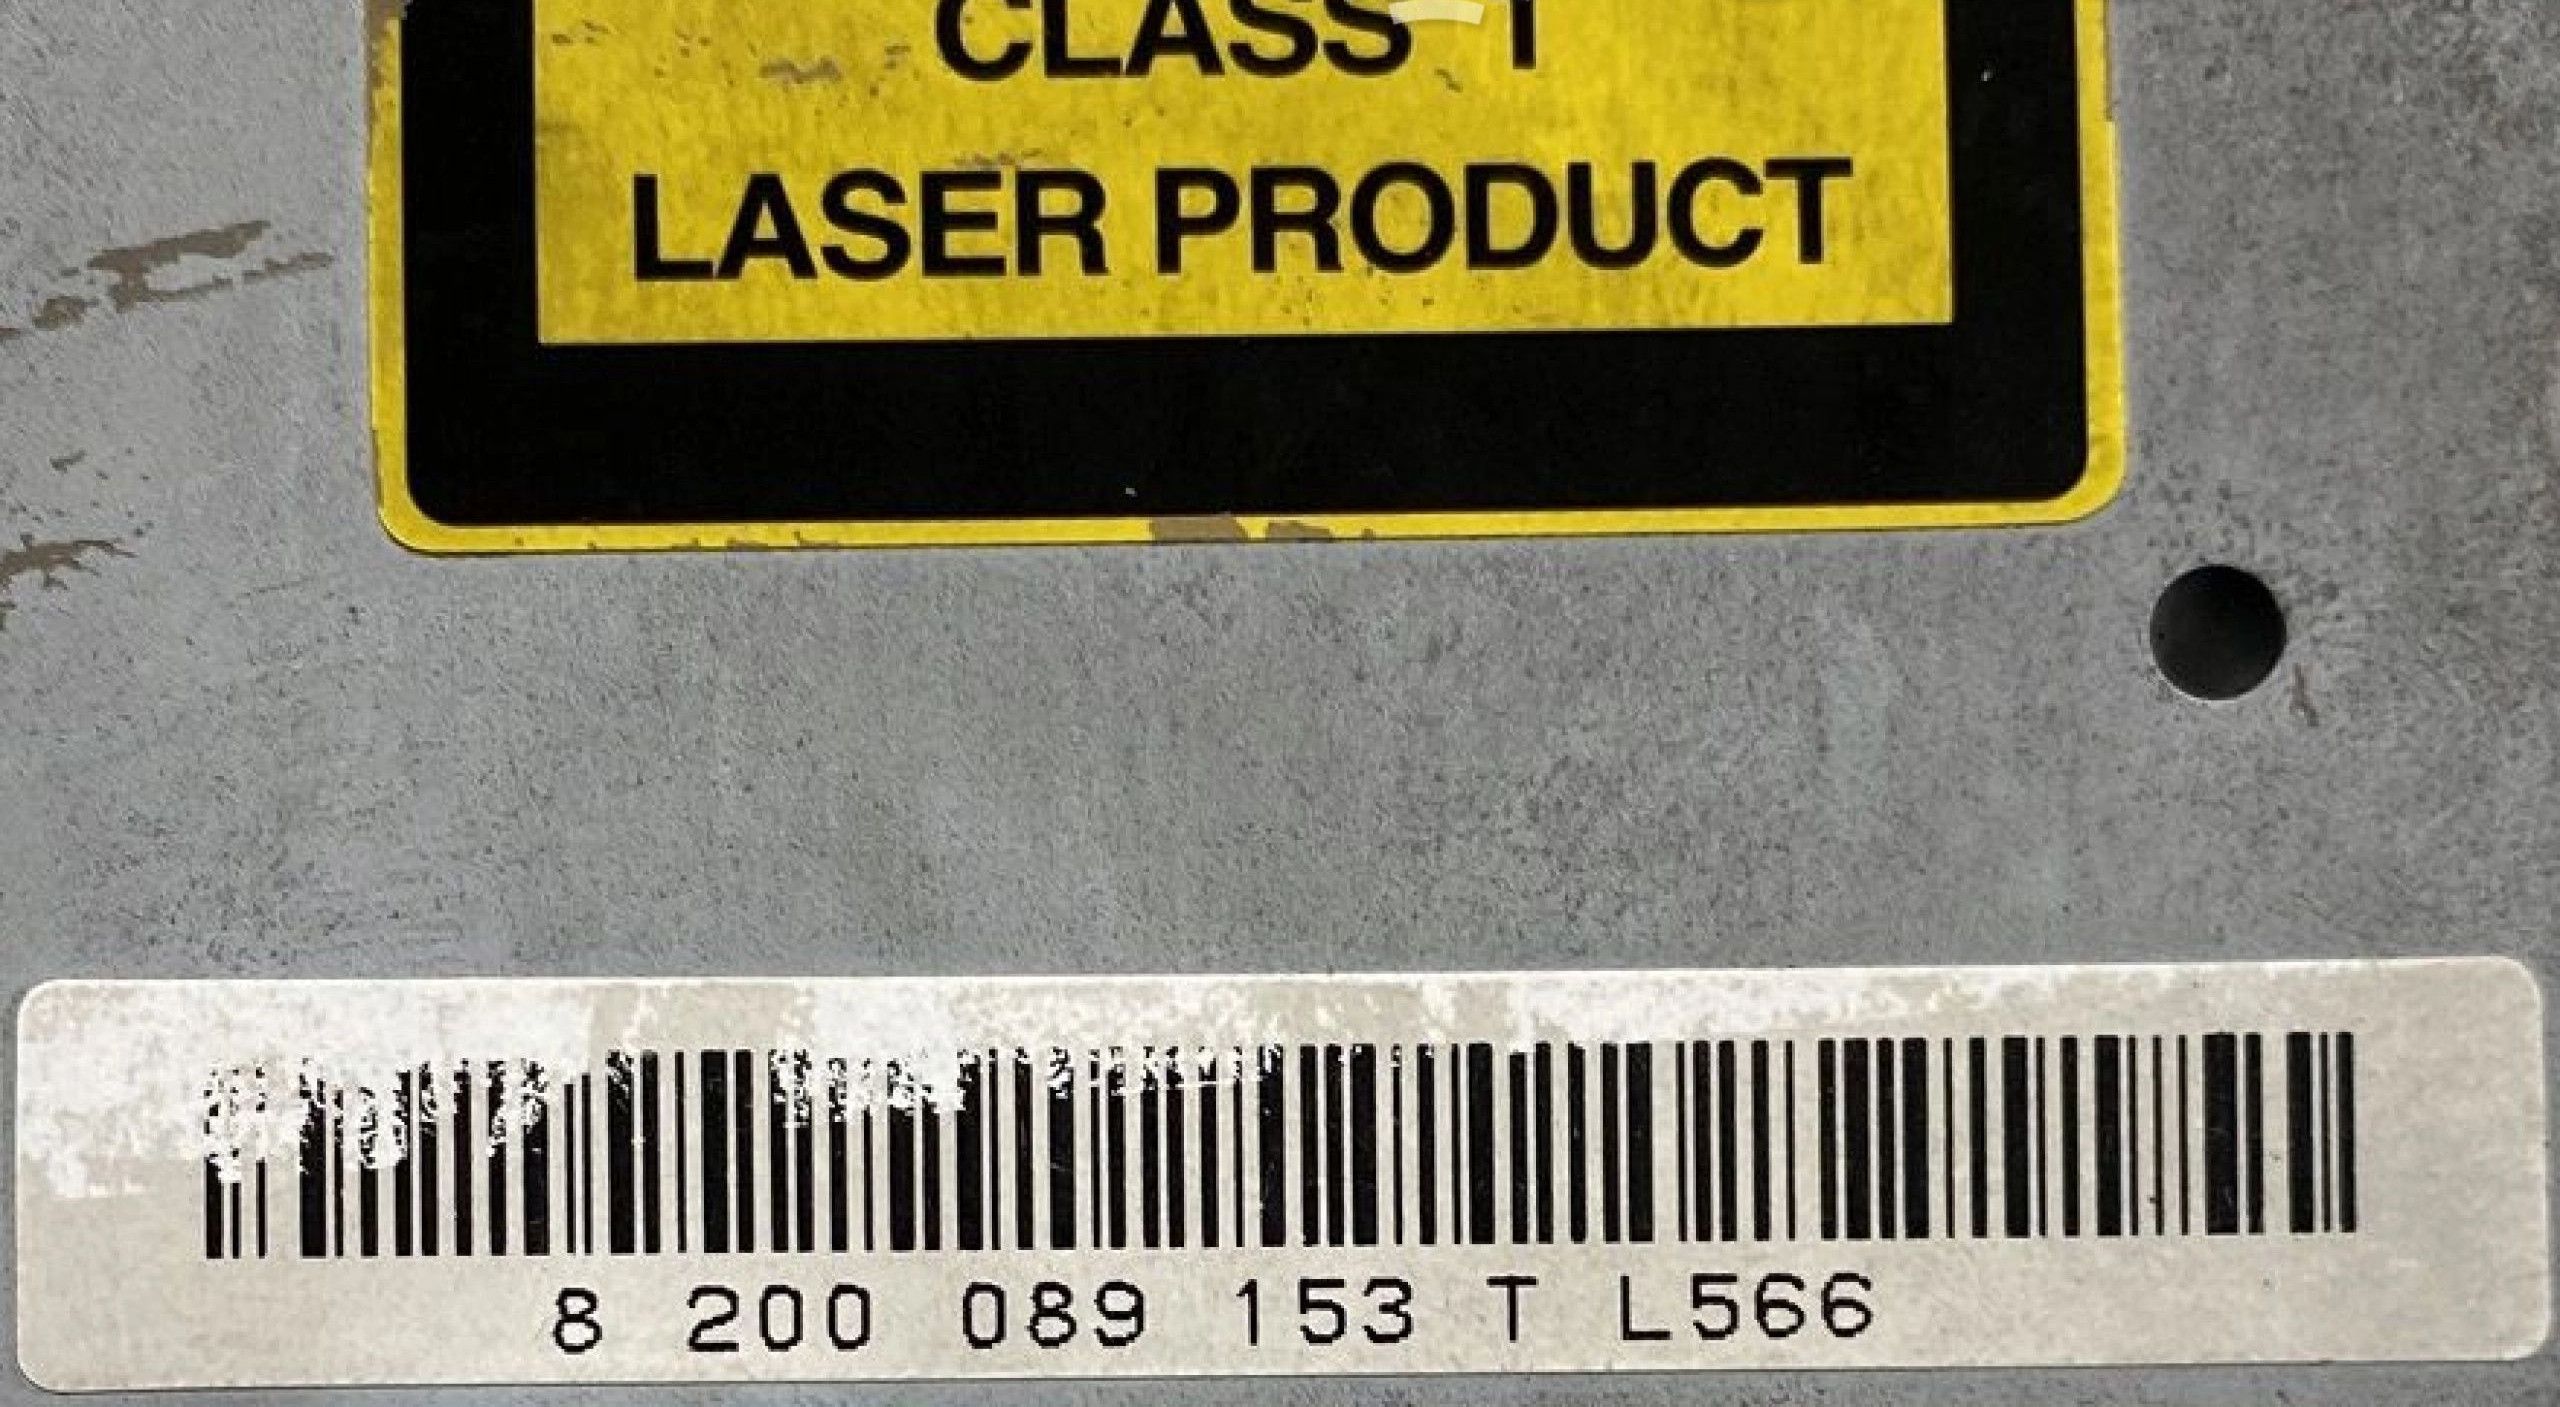 CLASS 1
LASER PRODUCT
8 200 089 153 T L566